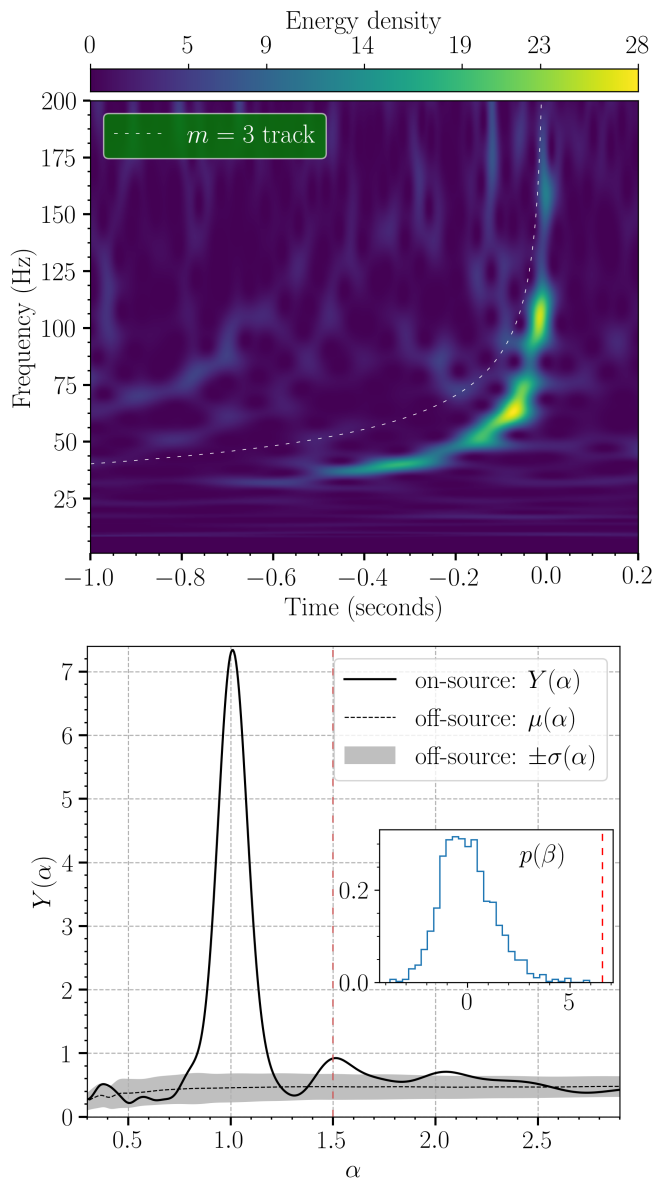 Energy density
0 5 9 14 19 23 28
m = 3 track
200
175
150
125
100
75
50
25
Frequency (Hz)
−1.0 −0.8 −0.6 −0.4 −0.2 0.0 0.2
Time (seconds)
on-source: Y(α)
off-source: μ(α)
off-source: ±σ(α)
7
6
5
4
3
2
1
0
Y(α)
p(β)
0.2
0.0
0 5
0.5 1.0 1.5 2.0 2.5
α